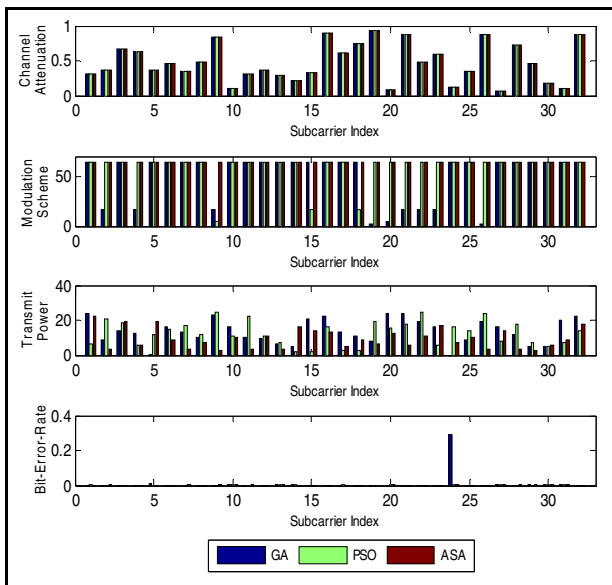 Channel
Attenuation
1
0.5
0
0 5 10 15 20 25 30
Subcarrier Index
Modulation
Scheme
50
0
0 5 10 15 20 25 30
Subcarrier Index
Transmit
Power
40
20
0
0 5 10 15 20 25 30
Subcarrier Index
Bit-Error-Rate
0.4
0.2
0
0 5 10 15 20 25 30
Subcarrier Index
GA PSO ASA